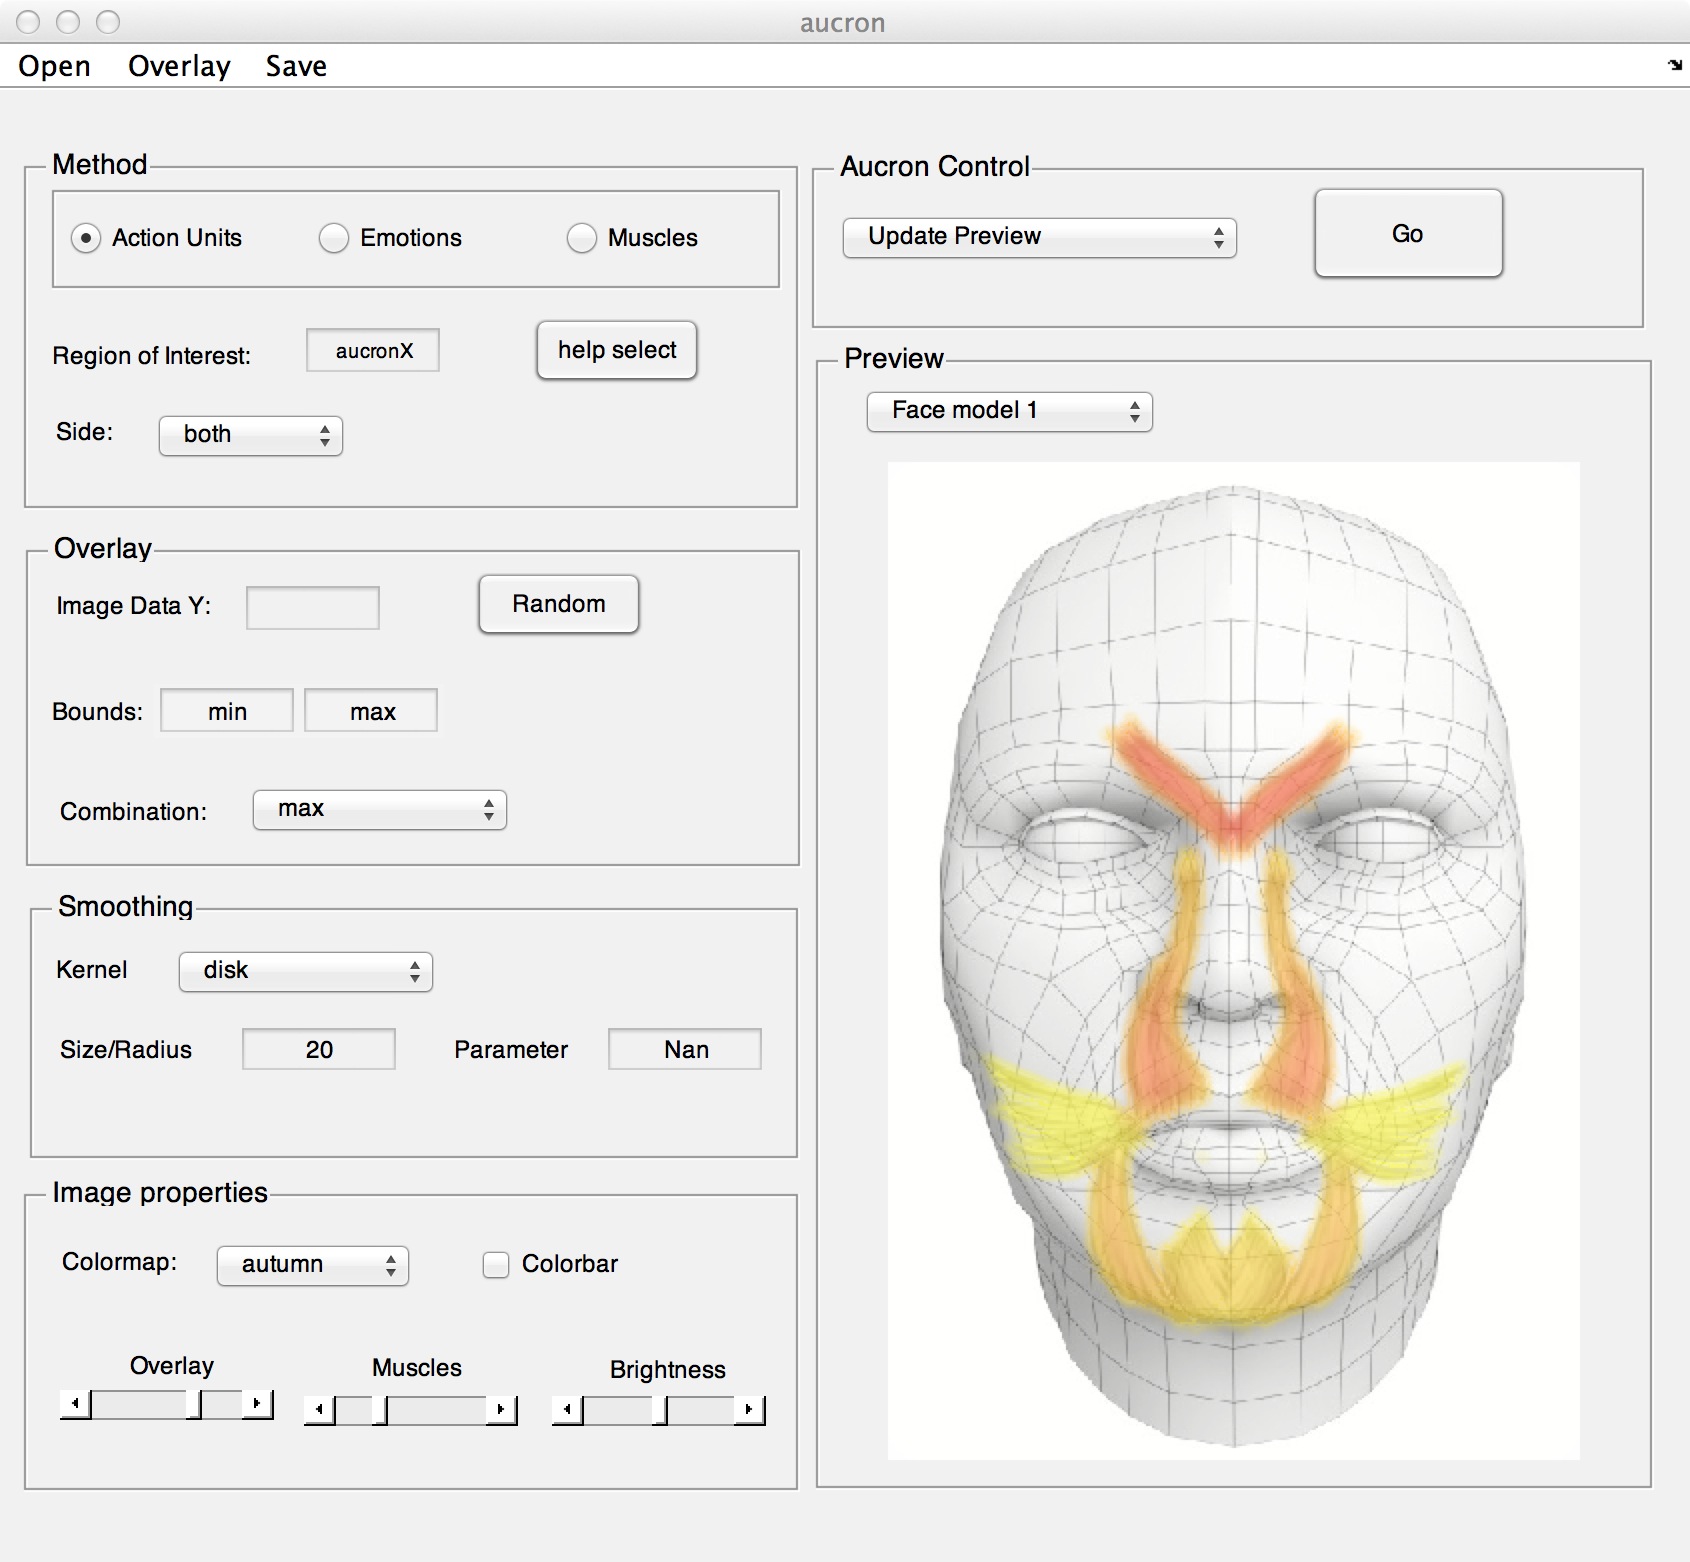 aucron
Open Overlay Save
Method
Action Units Emotions Muscles
Region of Interest: aucronX help select
Side: both
Overlay
Image Data Y: Random
Bounds: min max
Combination: max
Smoothing
Kernel disk
Size/Radius 20 Parameter Nan
Image properties
Colormap: autumn Colorbar
Overlay Muscles Brightness
Aucron Control
Update Preview Go
Preview
Face model 1